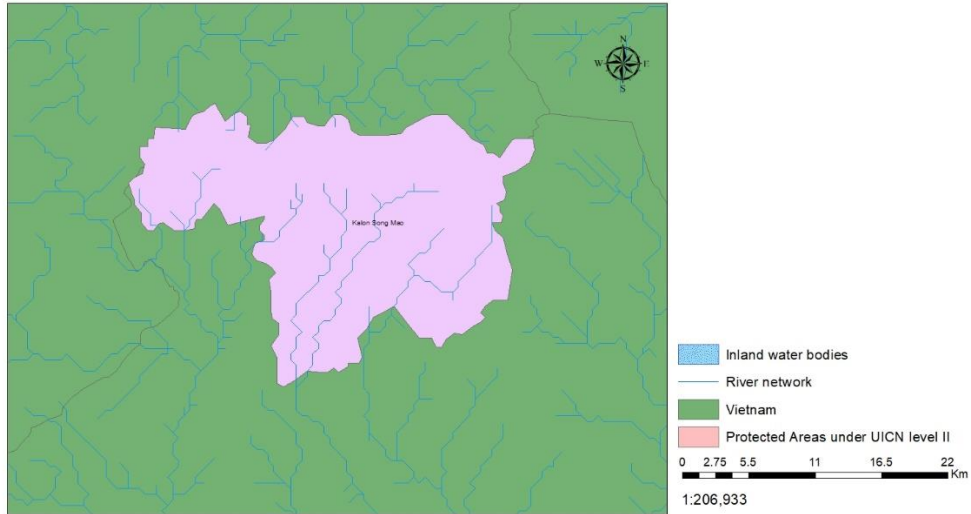 N
W E
S
Kalon Song Mao
Inland water bodies
River network
Vietnam
Protected Areas under UICN level II
0 2.75 5.5 11 16.5 22
Km
1:206,933